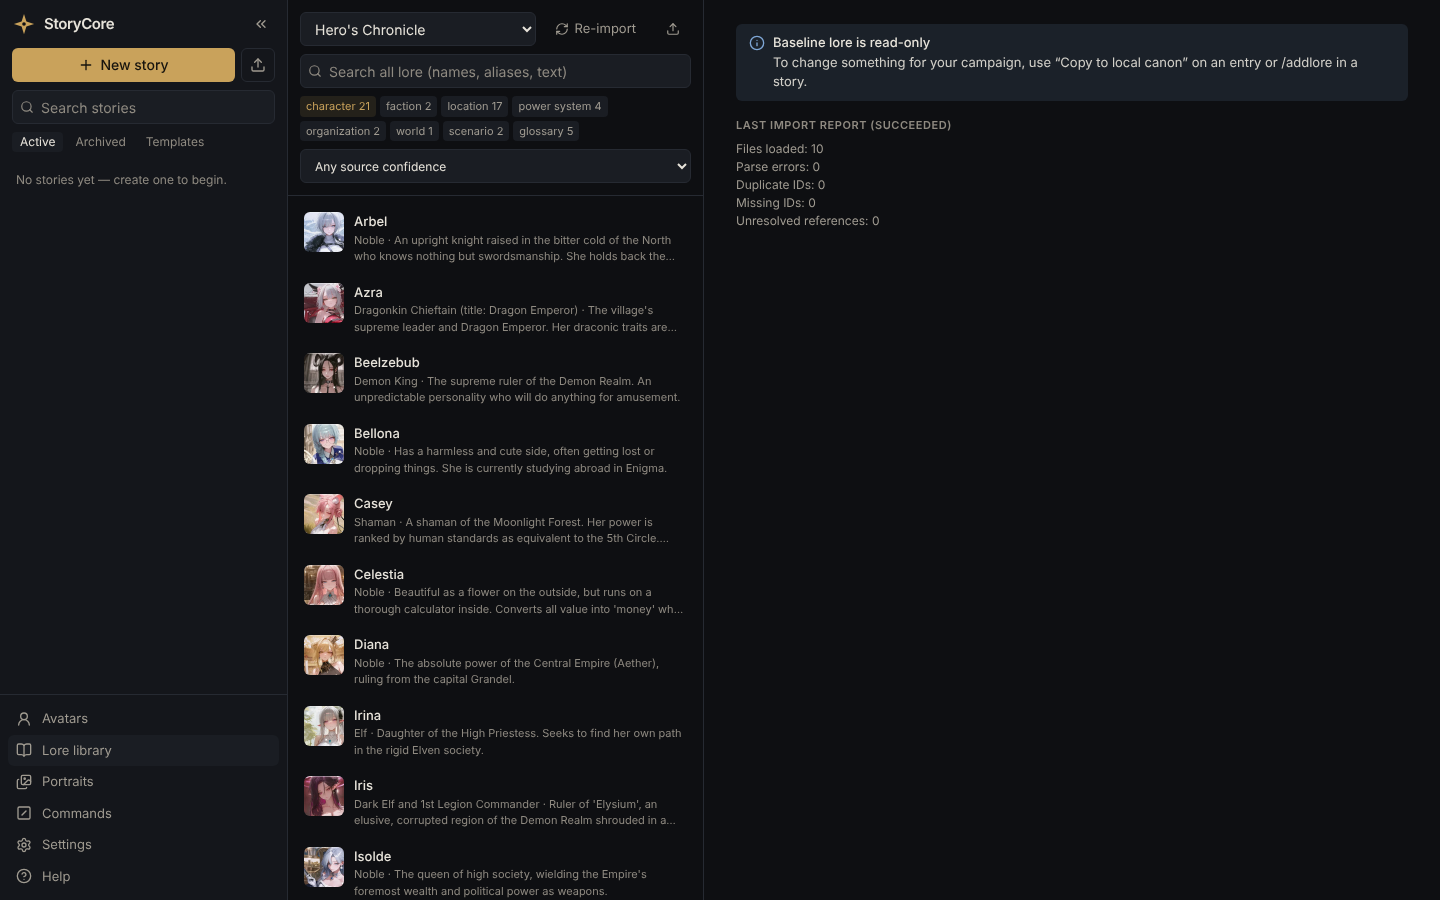 StoryCore
New story
Search stories
Active Archived Templates
No stories yet — create one to begin.
Avatars
Lore library
Portraits
Commands
Settings
Help
Hero's Chronicle
Re-import
Search all lore (names, aliases, text)
character 21 faction 2 location 17 power system 4
organization 2 world 1 scenario 2 glossary 5
Any source confidence
Arbel
Noble · An upright knight raised in the bitter cold of the North
who knows nothing but swordsmanship. She holds back the...
Azra
Dragonkin Chieftain (title: Dragon Emperor) · The village's
supreme leader and Dragon Emperor. Her draconic traits are...
Beelzebub
Demon King · The supreme ruler of the Demon Realm. An
unpredictable personality who will do anything for amusement.
Bellona
Noble · Has a harmless and cute side, often getting lost or
dropping things. She is currently studying abroad in Enigma.
Casey
Shaman · A shaman of the Moonlight Forest. Her power is
ranked by human standards as equivalent to the 5th Circle....
Celestia
Noble · Beautiful as a flower on the outside, but runs on a
thorough calculator inside. Converts all value into 'money' wh...
Diana
Noble · The absolute power of the Central Empire (Aether),
ruling from the capital Grandel.
Irina
Elf · Daughter of the High Priestess. Seeks to find her own path
in the rigid Elven society.
Iris
Dark Elf and 1st Legion Commander · Ruler of 'Elysium', an
elusive, corrupted region of the Demon Realm shrouded in a...
Isolde
Noble · The queen of high society, wielding the Empire's
foremost wealth and political power as weapons.
Baseline lore is read-only
To change something for your campaign, use “Copy to local canon” on an entry or /addlore in a
story.
LAST IMPORT REPORT (SUCCEEDED)
Files loaded: 10
Parse errors: 0
Duplicate IDs: 0
Missing IDs: 0
Unresolved references: 0